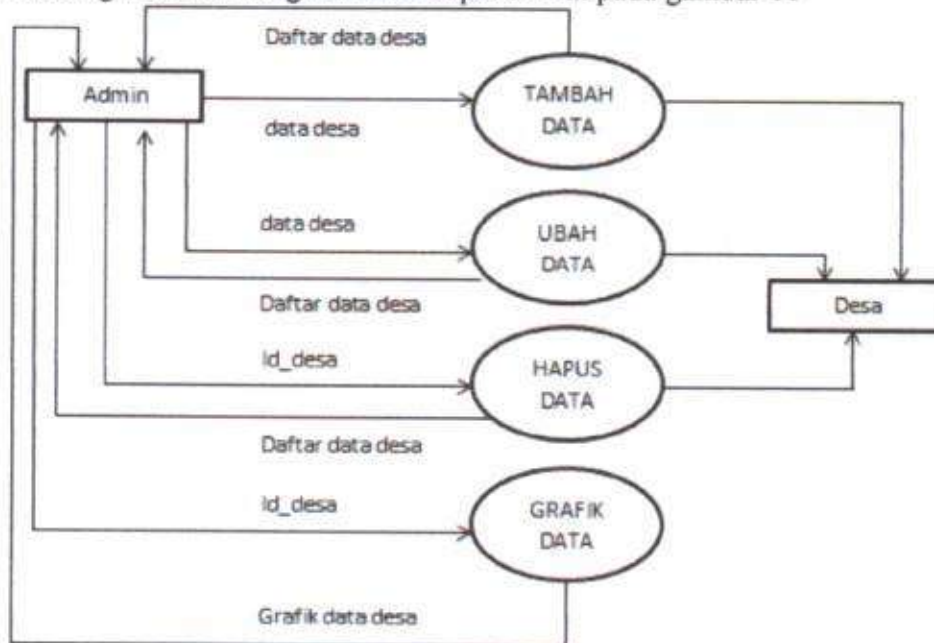 Daftar data desa
Admin
TAMBAH
DATA
data desa
data desa
UBAH
DATA
Daftar data desa
Desa
Id_desa
HAPUS
DATA
Daftar data desa
Id_desa
GRAFIK
DATA
Grafik data desa